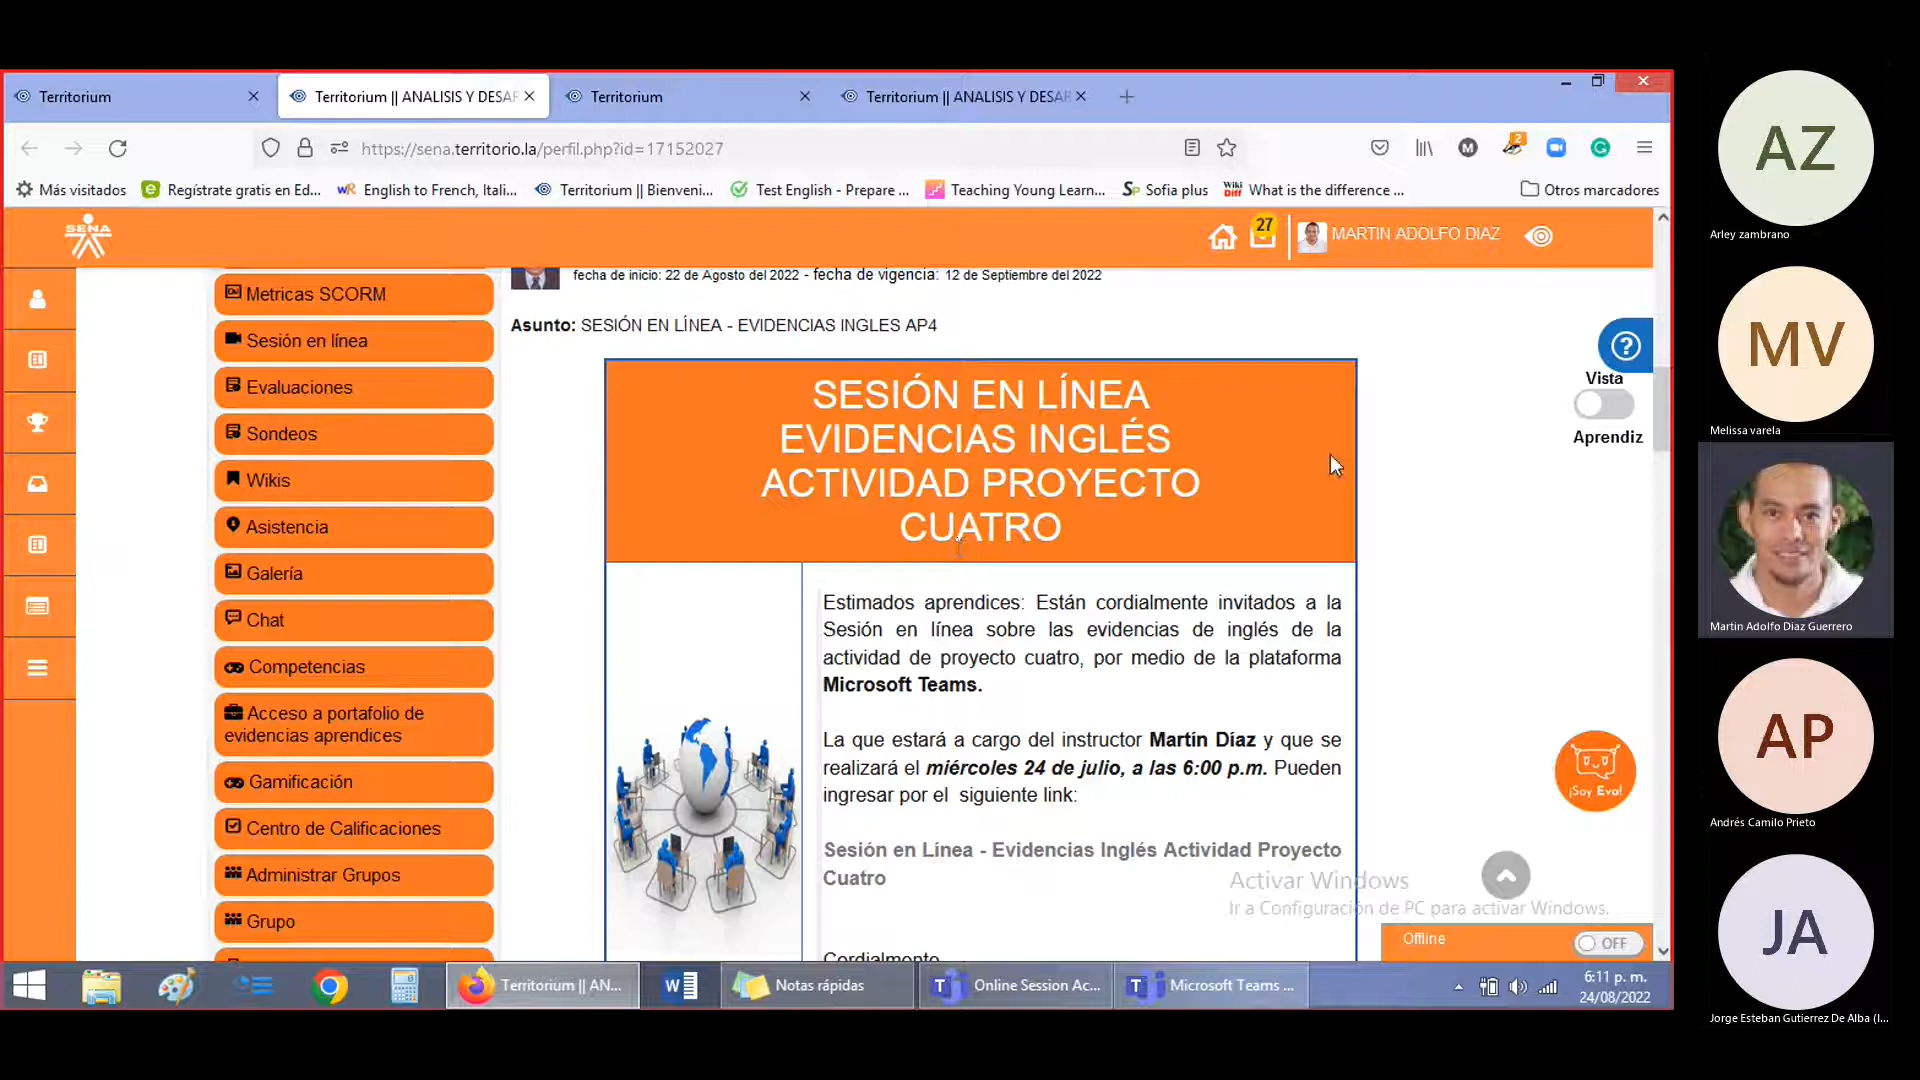 Territorium
Territorium || ANALISIS Y DESAR
Territorium
Territorium || ANALISIS Y DESAR
https://sena.territorio.la/perfil.php?id=17152027
M
2
Más visitados
Regístrate gratis en Ed...
English to French, Itali...
Territorium || Bienveni...
Test English - Prepare ...
Teaching Young Learn...
Sofia plus
What is the difference ...
Otros marcadores
SENA
27
MARTIN ADOLFO DIAZ
fecha de inicio: 22 de Agosto del 2022 - fecha de vigencia: 12 de Septiembre del 2022
Asunto: SESIÓN EN LÍNEA - EVIDENCIAS INGLES AP4
Metricas SCORM
Sesión en línea
Evaluaciones
Sondeos
Wikis
Asistencia
Galería
Chat
Competencias
Acceso a portafolio de
evidencias aprendices
Gamificación
Centro de Calificaciones
Administrar Grupos
Grupo
SESIÓN EN LÍNEA
EVIDENCIAS INGLÉS
ACTIVIDAD PROYECTO
CUATRO
Estimados aprendices: Están cordialmente invitados a la
Sesión en línea sobre las evidencias de inglés de la
actividad de proyecto cuatro, por medio de la plataforma
Microsoft Teams.
La que estará a cargo del instructor Martín Díaz y que se
realizará el miércoles 24 de julio, a las 6:00 p.m. Pueden
ingresar por el siguiente link:
Sesión en Línea - Evidencias Inglés Actividad Proyecto
Cuatro
Cordialmente
Vista
Aprendiz
¡Soy Eva!
Activar Windows
Ir a Configuración de PC para activar Windows.
Offline
OFF
Territorium || AN...
Notas rápidas
Online Session Ac...
Microsoft Teams ...
6:11 p. m.
24/08/2022
AZ
Arley zambrano
MV
Melissa varela
Martin Adolfo Diaz Guerrero
AP
Andrés Camilo Prieto
JA
Jorge Esteban Gutierrez De Alba (I...